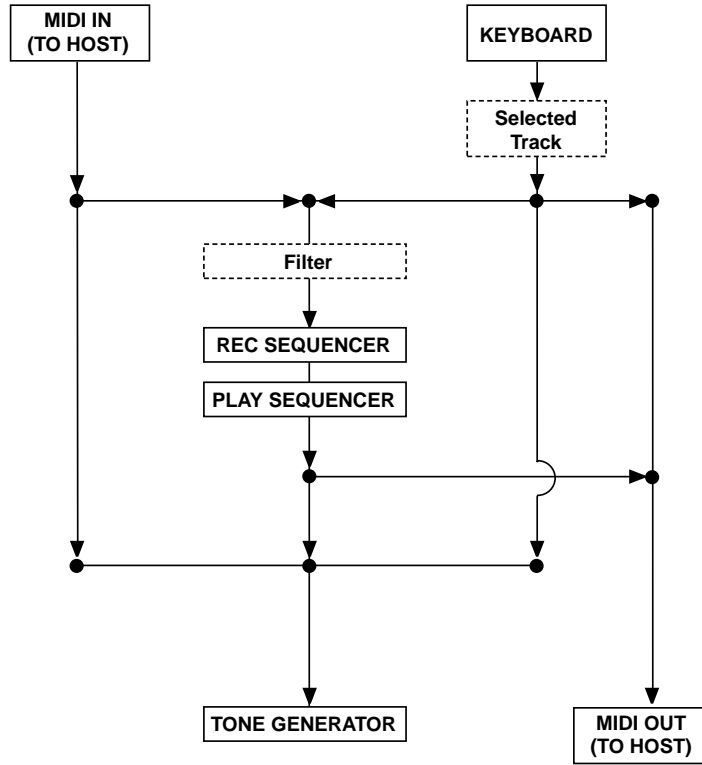 MIDI IN
(TO HOST)
KEYBOARD
Selected
Track
Filter
REC SEQUENCER
PLAY SEQUENCER
TONE GENERATOR
MIDI OUT
(TO HOST)